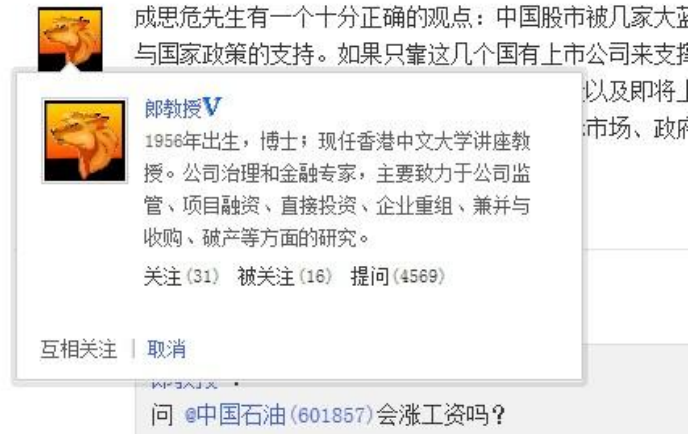 成思危先生有一个十分正确的观点：中国股市被几家大蓝
与国家政策的支持。如果只靠这几个国有上市公司来支撑
以及即将上
市场、政府
郎教授V
1956年出生，博士；现任香港中文大学讲座教
授。公司治理和金融专家，主要致力于公司监
管、项目融资、直接投资、企业重组、兼并与
收购、破产等方面的研究。
关注(31) 被关注(16) 提问(4569)
互相关注 | 取消
郎教授：
问 @中国石油(601857)会涨工资吗？